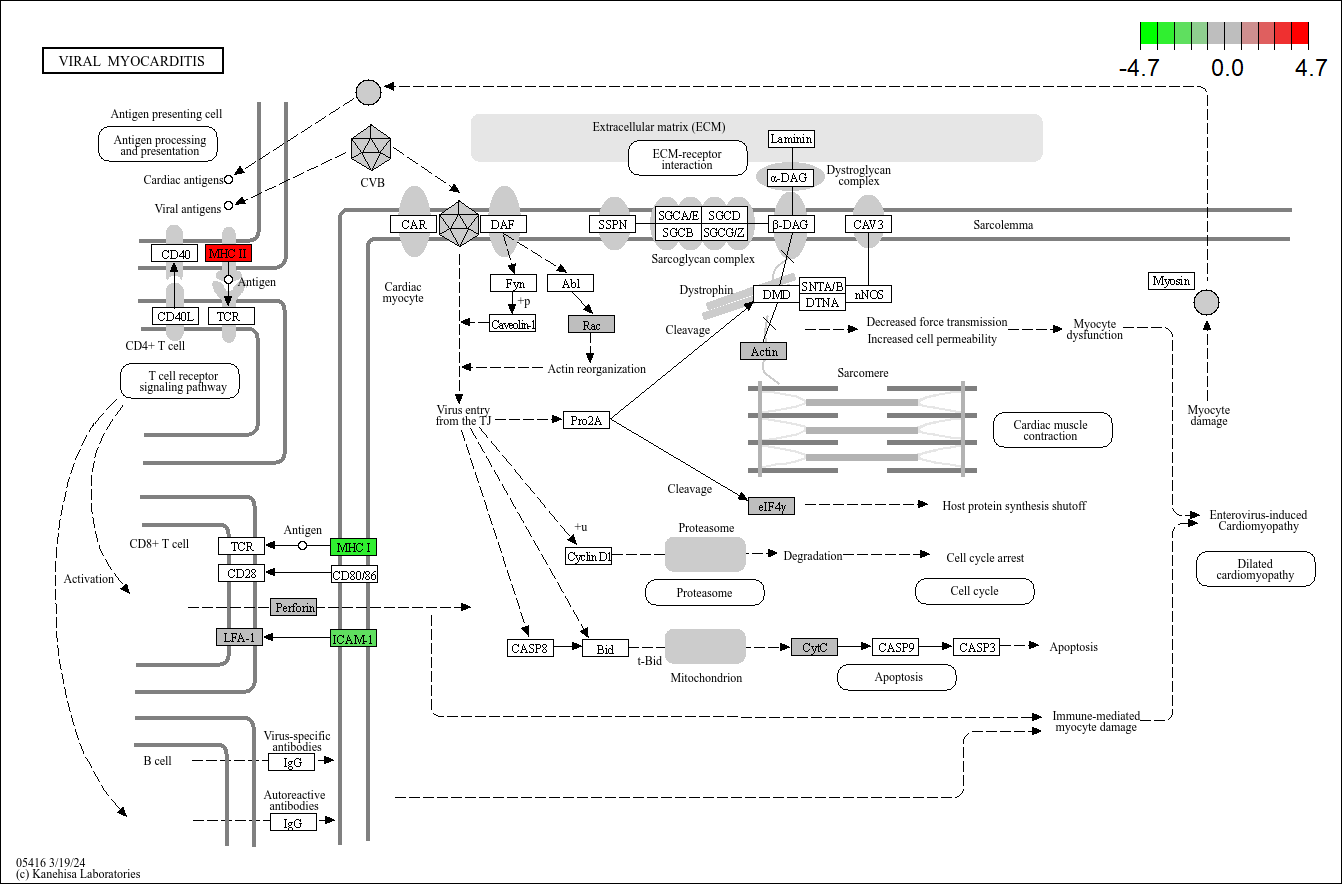 -4.7 0.0 4.7
VIRAL MYOCARDITIS
Antigen presenting cell
Antigen processing
and presentation
Cardiac antigens
Viral antigens
CVB
Extracellular matrix (ECM)
ECM-receptor
interaction
Laminin
α-DAG
Dystroglycan
complex
CAR
DAF
SSPN
SGCA/E
SGCD
SGCB
SGCG/Z
β-DAG
CAV3
Sarcolemma
Sarcoglycan complex
CD40
MHC II
Antigen
CD40L
TCR
CD4+ T cell
T cell receptor
signaling pathway
Cardiac
myocyte
Fyn
Abl
+p
Caveolin-1
Rac
Actin reorganization
Dystrophin
DMD
SNTA/B
DTNA
nNOS
Cleavage
Actin
Decreased force transmission
Increased cell permeability
Myocyte
dysfunction
Myosin
Myocyte
damage
Sarcomere
Cardiac muscle
contraction
Virus entry
from the TJ
Pro2A
Cleavage
eIF4γ
Host protein synthesis shutoff
Enterovirus-induced
Cardiomyopathy
Dilated
cardiomyopathy
CD8+ T cell
TCR
Antigen
MHC I
CD28
CD80/86
Activation
Perforin
LFA-1
ICAM-1
+u
Cyclin D1
Proteasome
Degradation
Cell cycle arrest
Proteasome
Cell cycle
CASP8
Bid
t-Bid
Mitochondrion
CytC
CASP9
CASP3
Apoptosis
Apoptosis
Immune-mediated
myocyte damage
B cell
Virus-specific
antibodies
IgG
Autoreactive
antibodies
IgG
05416 3/19/24
(c) Kanehisa Laboratories